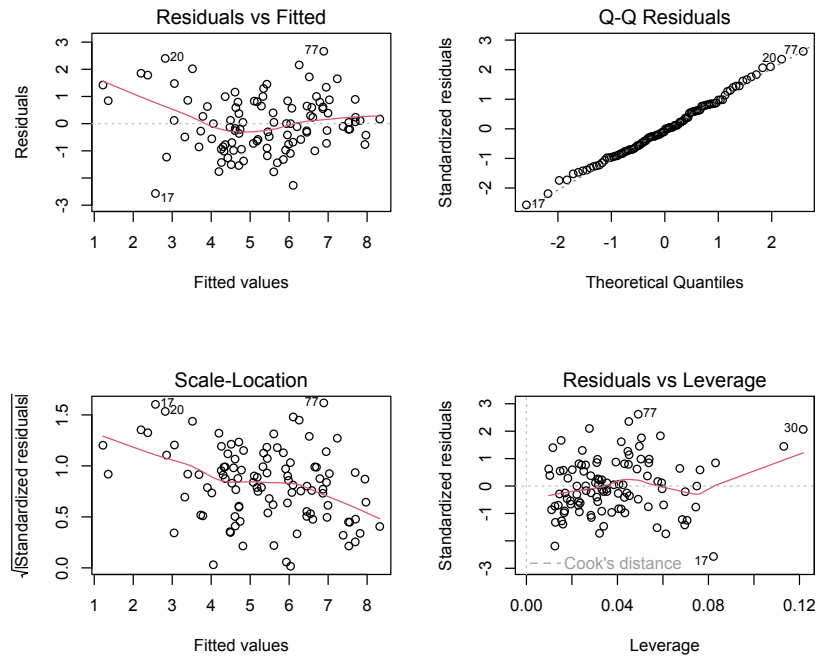 Residuals vs Fitted
Residuals
3
2
1
0
-1
-3
20
77
17
1 2 3 4 5 6 7 8
Fitted values
Q-Q Residuals
Standardized residuals
3
2
1
0
-1
-2
20
77
17
-2 -1 0 1 2
Theoretical Quantiles
Scale-Location
√|Standardized residuals|
1.5
1.0
0.5
0.0
17
20
77
1 2 3 4 5 6 7 8
Fitted values
Residuals vs Leverage
Standardized residuals
3
2
1
0
-1
-3
77
30
17
Cook's distance
0.00 0.04 0.08 0.12
Leverage